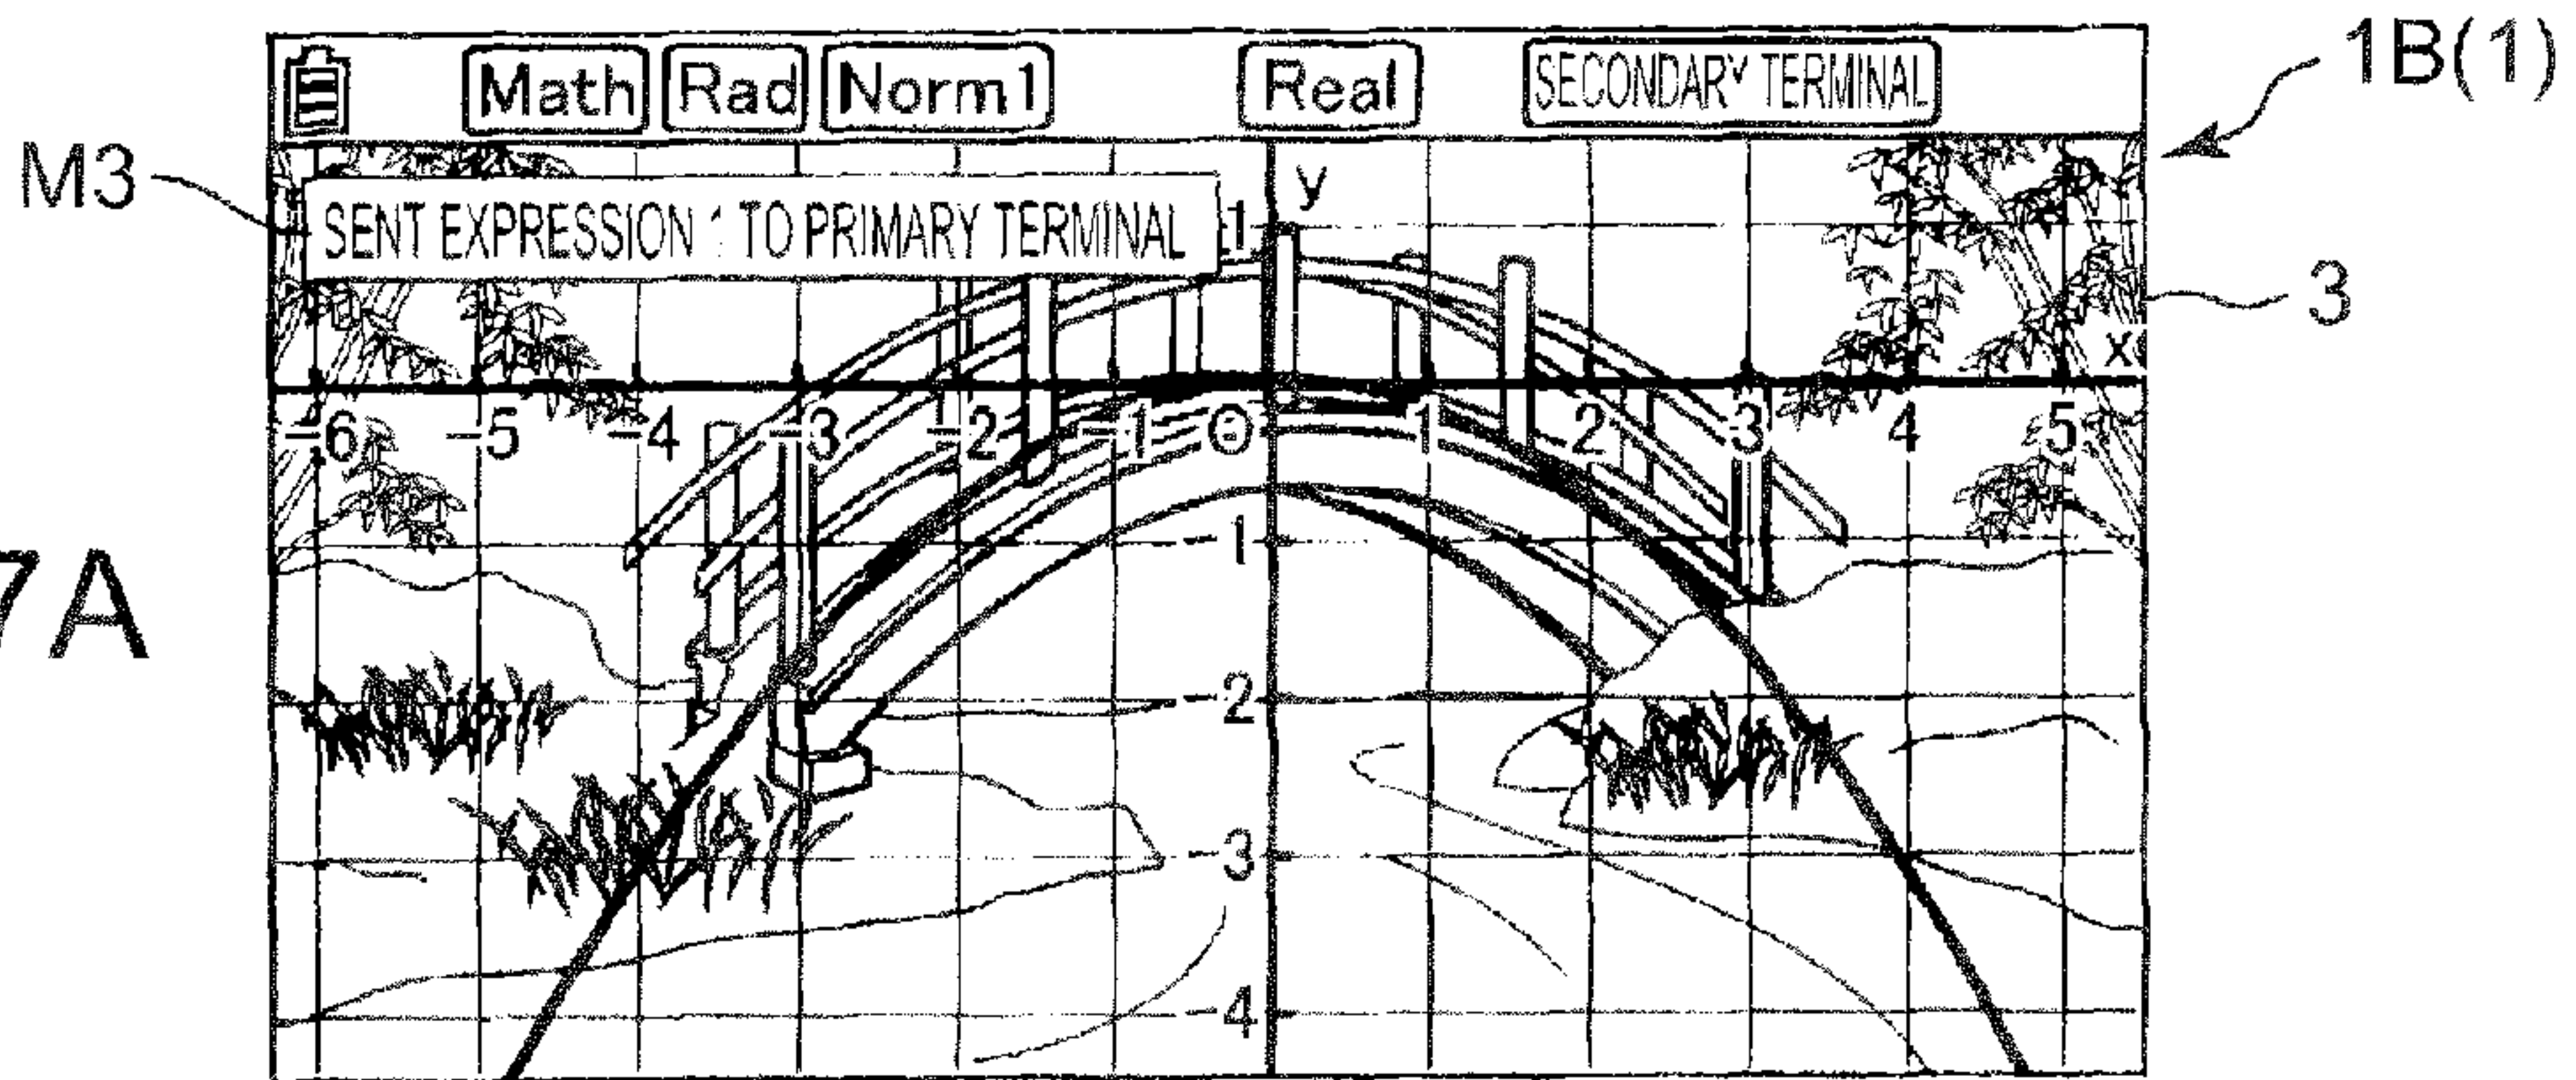 Math Rad Norm1 Real SECONDARY TERMINAL
1B(1)
M3
SENT EXPRESSION 1 TO PRIMARY TERMINAL
y
1
3
x
-6 -5 -4 -3 -2 -1 0 1 2 3 4 5
-1
7A
-2
-3
-4